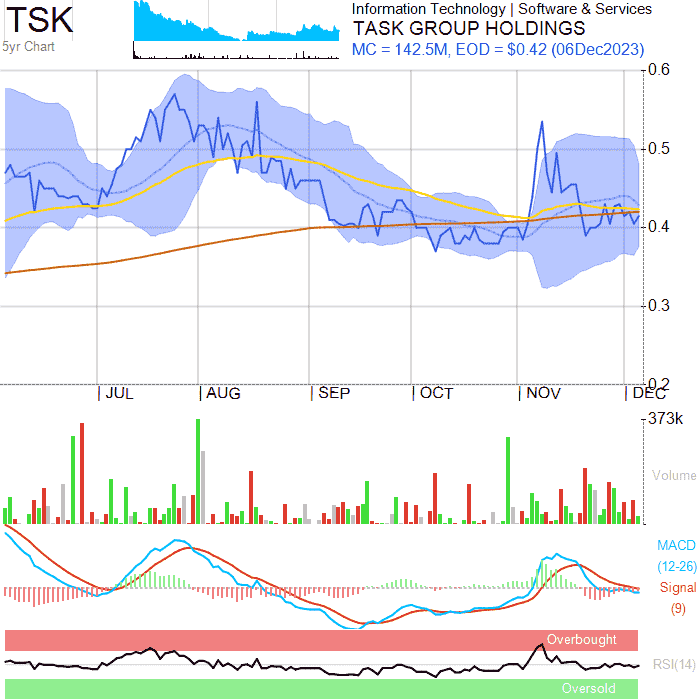 TSK
5yr Chart
Information Technology | Software & Services
TASK GROUP HOLDINGS
MC = 142.5M, EOD = $0.42 (06Dec2023)
0.6
0.5
0.4
0.3
0.2
| JUL
| AUG
| SEP
| OCT
| NOV
| DEC
373k
Volume
MACD
(12-26)
Signal
(9)
Overbought
RSI(14)
Oversold